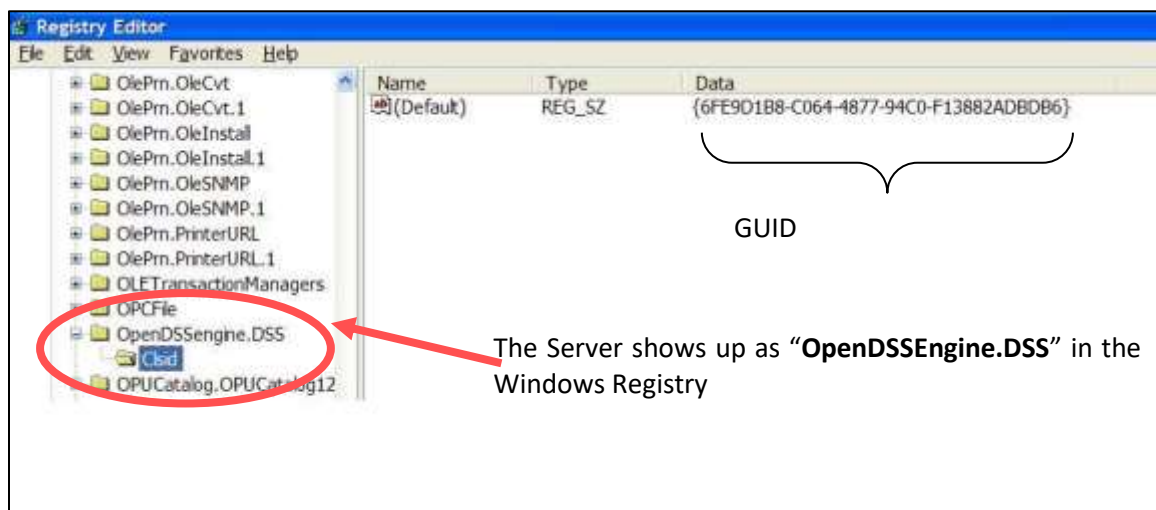 Registry Editor
File Edit View Favorites Help
OlePrn.OleCvt
OlePrn.OleCvt.1
OlePrn.OleInstall
OlePrn.OleInstall.1
OlePrn.OleSNMP
OlePrn.OleSNMP.1
OlePrn.PrinterURL
OlePrn.PrinterURL.1
OLETransactionManagers
OPCFile
OpenDSSengine.DSS
Clsid
OPUCatalog.OPUCatalog12
Name Type Data
(Default) REG_SZ {6FE9D1B8-C064-4877-94C0-F13882ADBDB6}
GUID
The Server shows up as “OpenDSSEngine.DSS” in the
Windows Registry